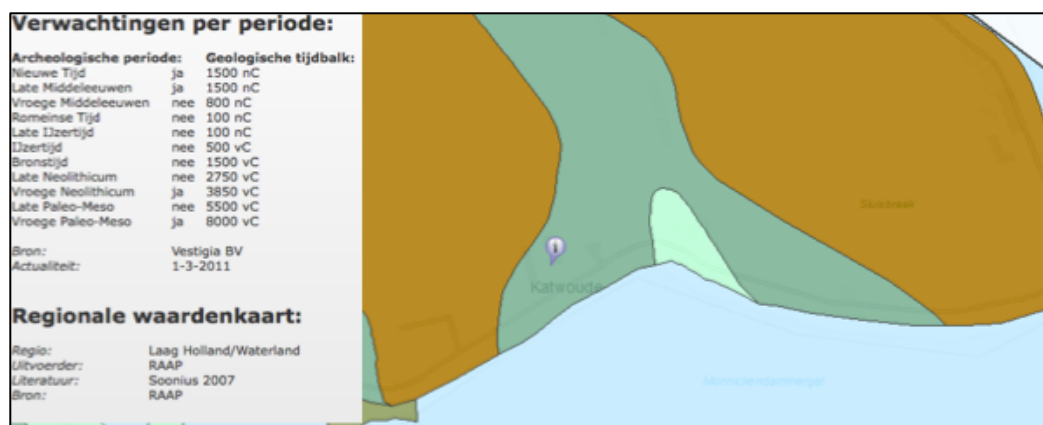 Verwachtingen per periode:
Archeologische periode: Geologische tijdbalk:
Nieuwe Tijd ja 1500 nC
Late Middeleeuwen ja 1500 nC
Vroege Middeleeuwen nee 800 nC
Romeinse Tijd nee 100 nC
Late IJzertijd nee 100 nC
IJzertijd nee 500 vC
Bronstijd nee 1500 vC
Late Neolithicum nee 2750 vC
Vroege Neolithicum ja 3850 vC
Late Paleo-Meso nee 5500 vC
Vroege Paleo-Meso ja 8000 vC
Bron: Vestigia BV
Actualiteit: 1-3-2011
Regionale waardenkaart:
Regio: Laag Holland/Waterland
Uitvoerder: RAAP
Literatuur: Soonius 2007
Bron: RAAP
Katwoude